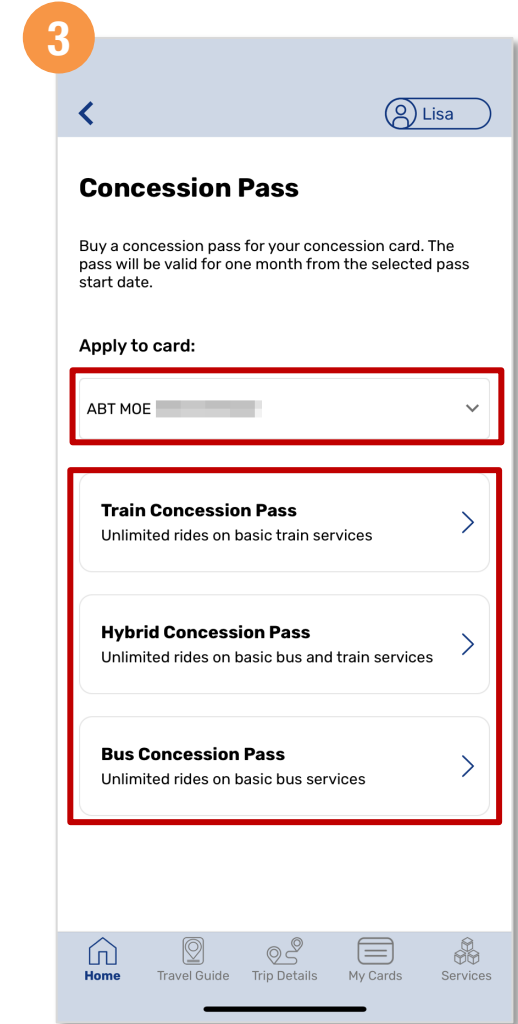 3
Lisa
Concession Pass
Buy a concession pass for your concession card. The
pass will be valid for one month from the selected pass
start date.
Apply to card:
ABT MOE
Train Concession Pass
Unlimited rides on basic train services
Hybrid Concession Pass
Unlimited rides on basic bus and train services
Bus Concession Pass
Unlimited rides on basic bus services
Home Travel Guide Trip Details My Cards Services